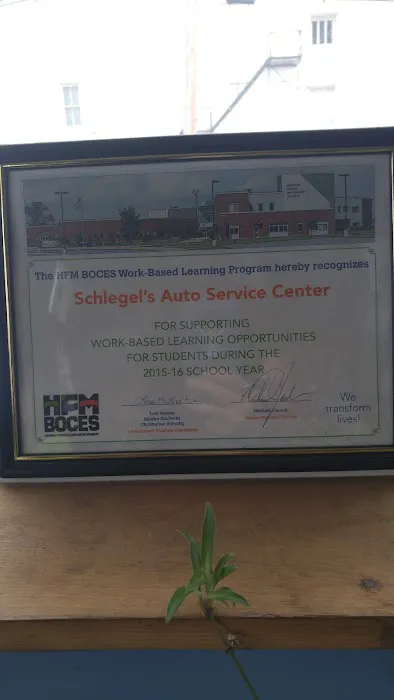 The HFM BOCES Work-Based Learning Program hereby recognizes
Schlegel's Auto Service Center
FOR SUPPORTING
WORK-BASED LEARNING OPPORTUNITIES
FOR STUDENTS DURING THE
2015-16 SCHOOL YEAR
HFM
BOCES
We
transform
lives!